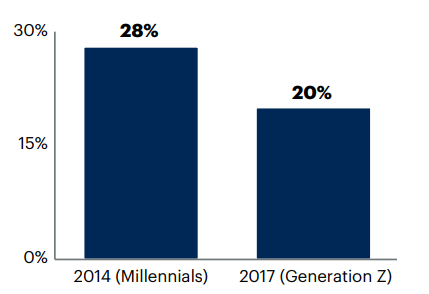 30%
28%
20%
15%
0%
2014 (Millennials)
2017 (Generation Z)